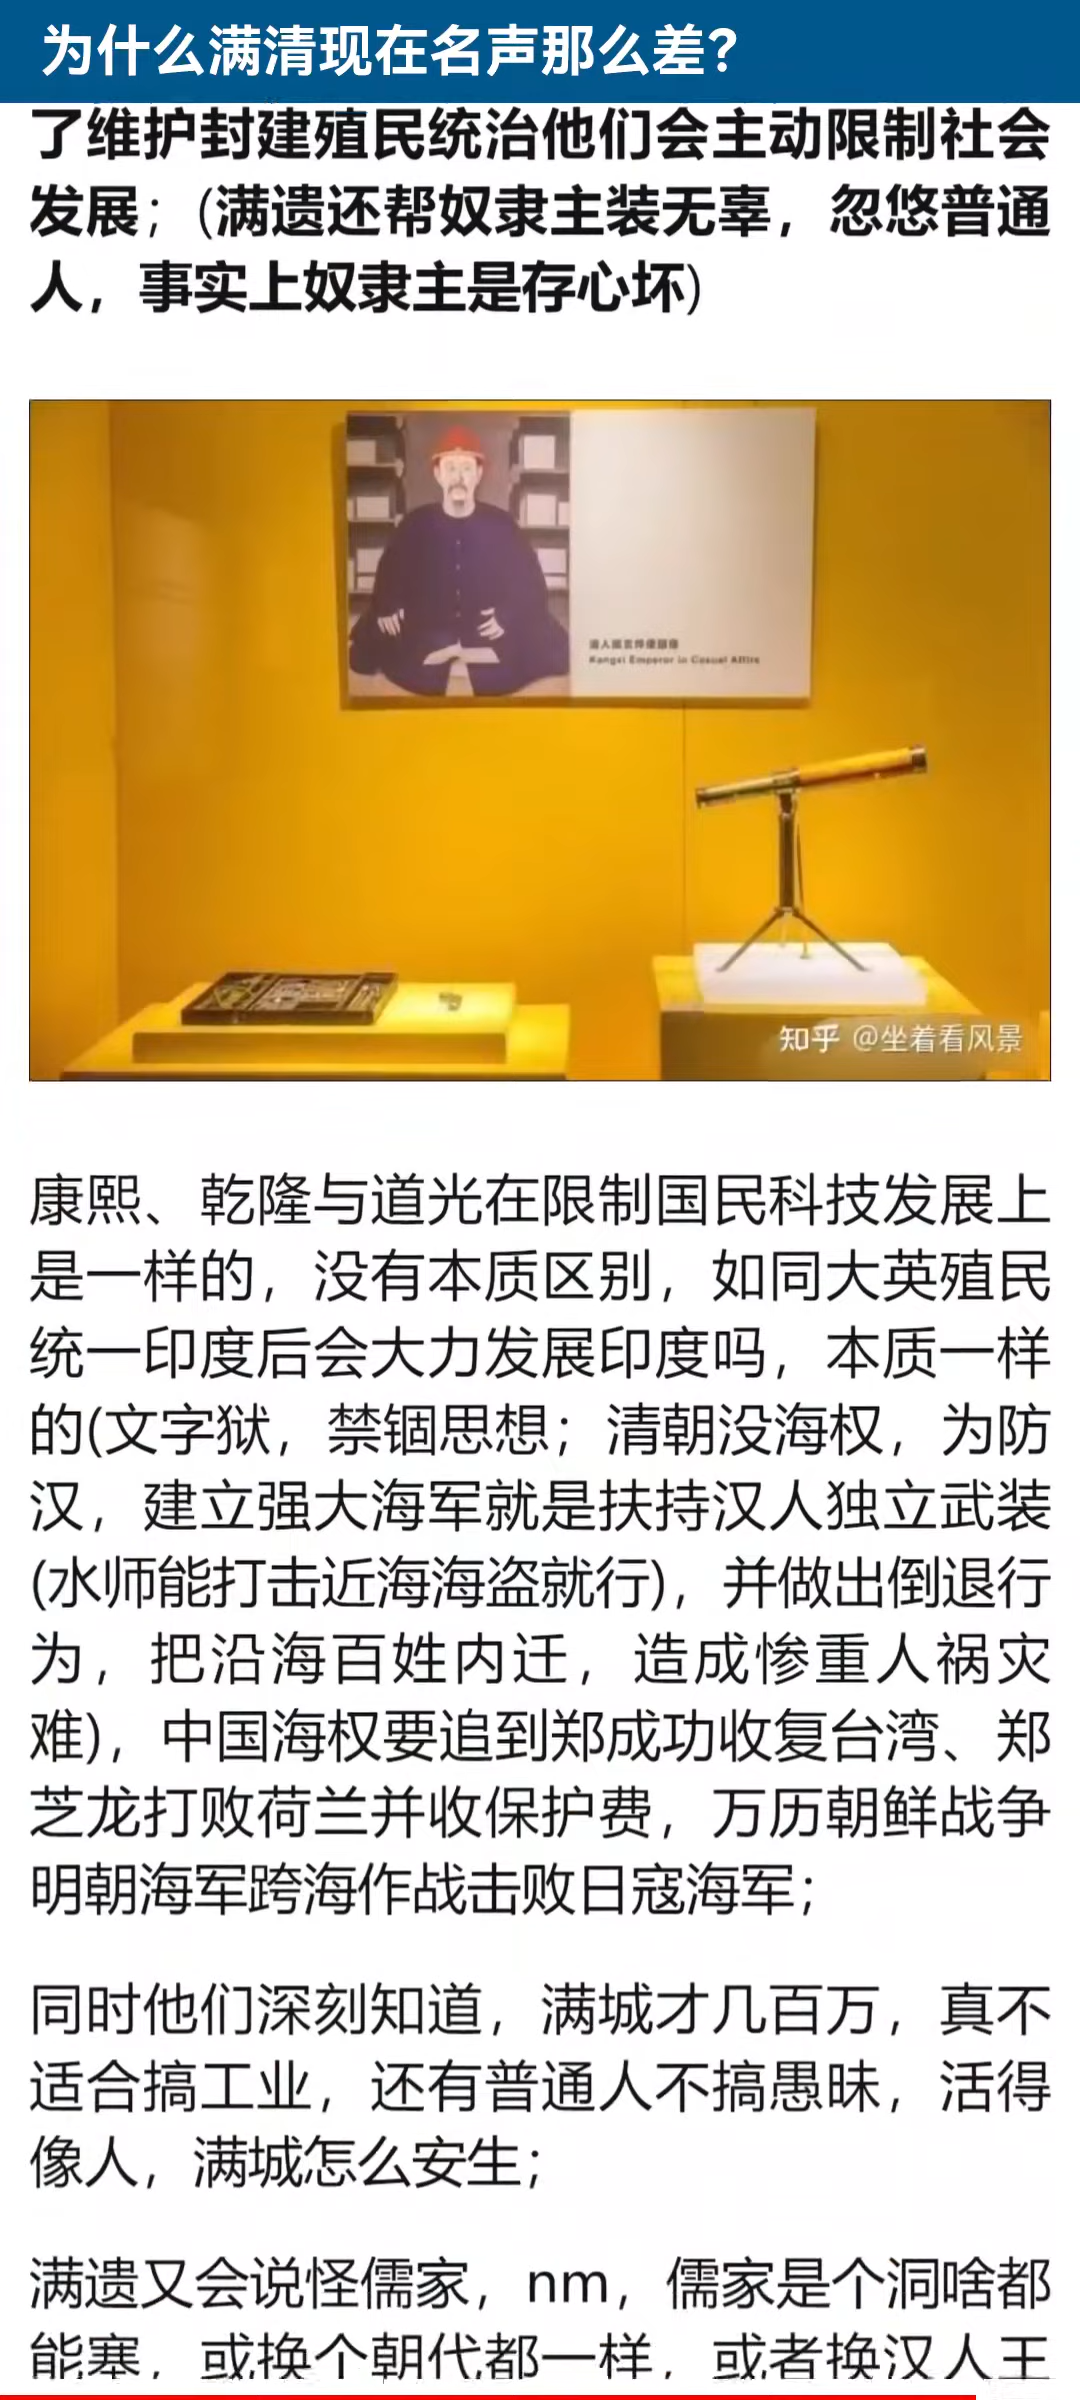 为什么满清现在名声那么差?
了维护封建殖民统治他们会主动限制社会
发展；(满遗还帮奴隶主装无辜，忽悠普通
人，事实上奴隶主是存心坏)
Kangxi Emperor in Casual Attire
知乎 @坐着看风景
康熙、乾隆与道光在限制国民科技发展上
是一样的，没有本质区别，如同大英殖民
统一印度后会大力发展印度吗，本质一样
的(文字狱，禁锢思想；清朝没海权，为防
汉，建立强大海军就是扶持汉人独立武装
(水师能打击近海海盗就行)，并做出倒退行
为，把沿海百姓内迁，造成惨重人祸灾
难)，中国海权要追到郑成功收复台湾、郑
芝龙打败荷兰并收保护费，万历朝鲜战争
明朝海军跨海作战击败日寇海军；
同时他们深刻知道，满城才几百万，真不
适合搞工业，还有普通人不搞愚昧，活得
像人，满城怎么安生；
满遗又会说怪儒家，nm，儒家是个洞啥都
能塞，或换个朝代都一样，或者换汉人王